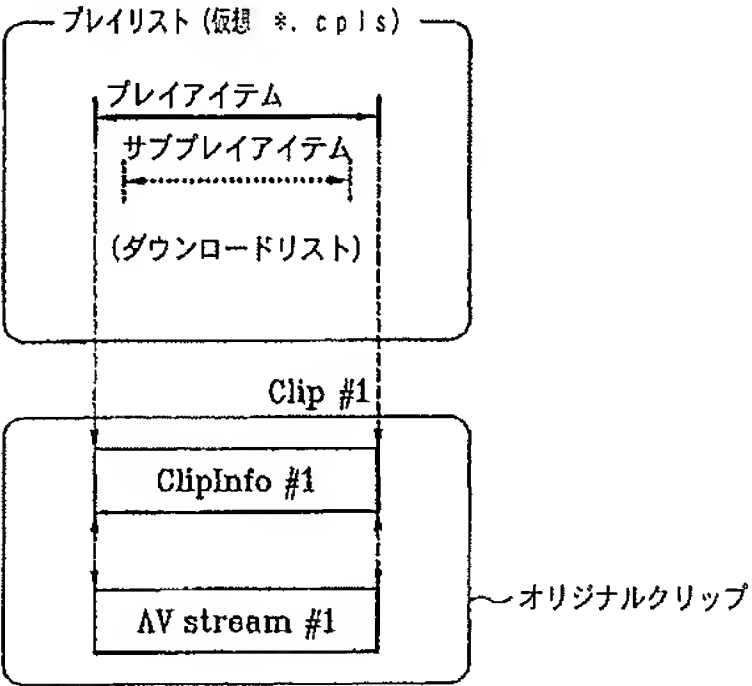 プレイリスト (仮想 *. cpls)
プレイアイテム
サブプレイアイテム
(ダウンロードリスト)
Clip #1
ClipInfo #1
AV stream #1
オリジナルクリップ